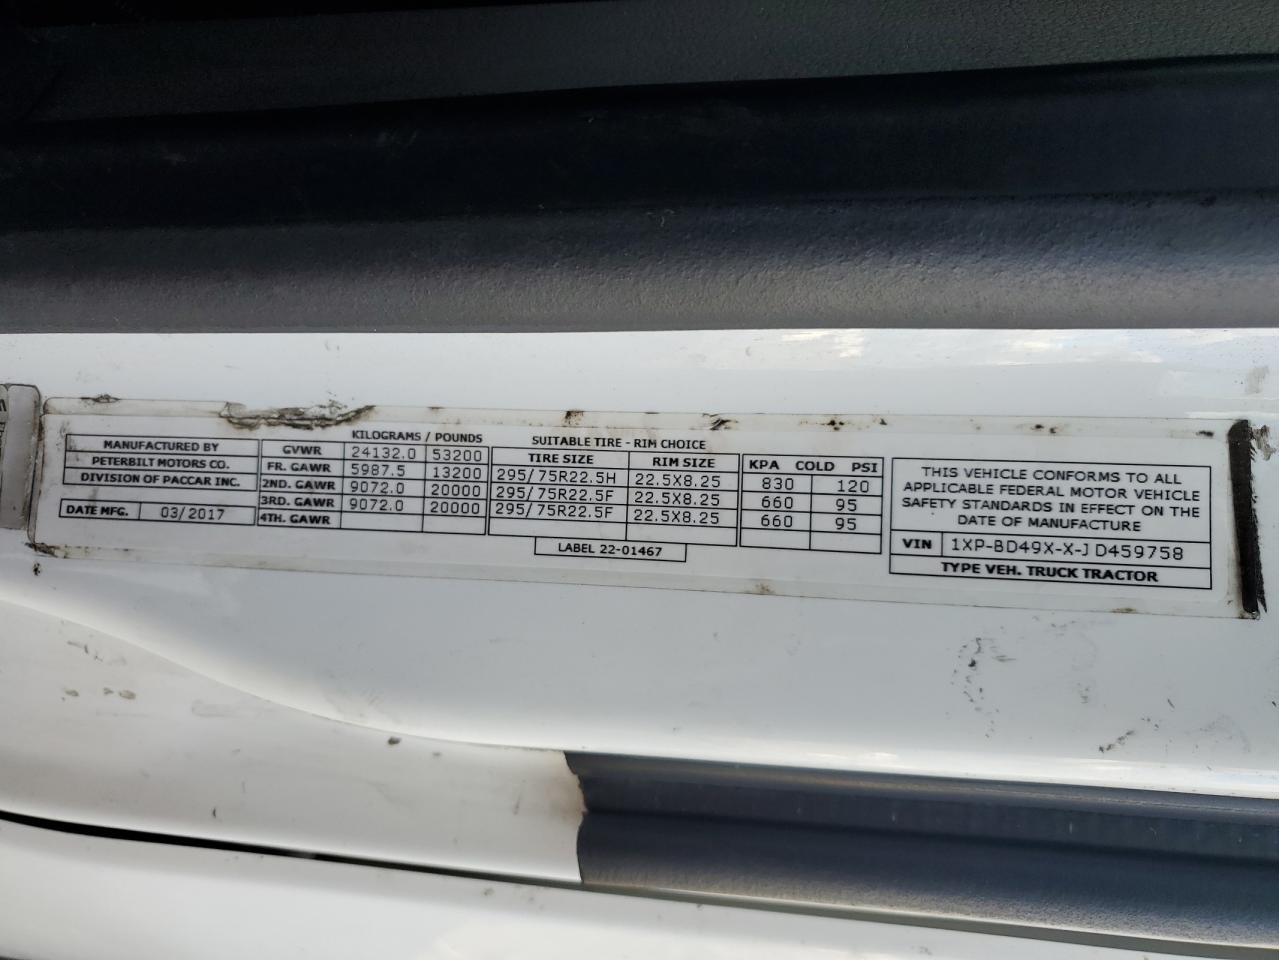 MANUFACTURED BY
PETERBILT MOTORS CO.
DIVISION OF PACCAR INC.
DATE MFG. 03/2017
KILOGRAMS / POUNDS
GVWR 24132.0 53200
FR. GAWR 5987.5 13200
2ND. GAWR 9072.0 20000
3RD. GAWR 9072.0 20000
4TH. GAWR
SUITABLE TIRE - RIM CHOICE
TIRE SIZE RIM SIZE
295/75R22.5H 22.5X8.25
295/75R22.5F 22.5X8.25
295/75R22.5F 22.5X8.25
LABEL 22-01467
KPA COLD PSI
830 120
660 95
660 95
THIS VEHICLE CONFORMS TO ALL
APPLICABLE FEDERAL MOTOR VEHICLE
SAFETY STANDARDS IN EFFECT ON THE
DATE OF MANUFACTURE
VIN 1XP-BD49X-X-JD459758
TYPE VEH. TRUCK TRACTOR